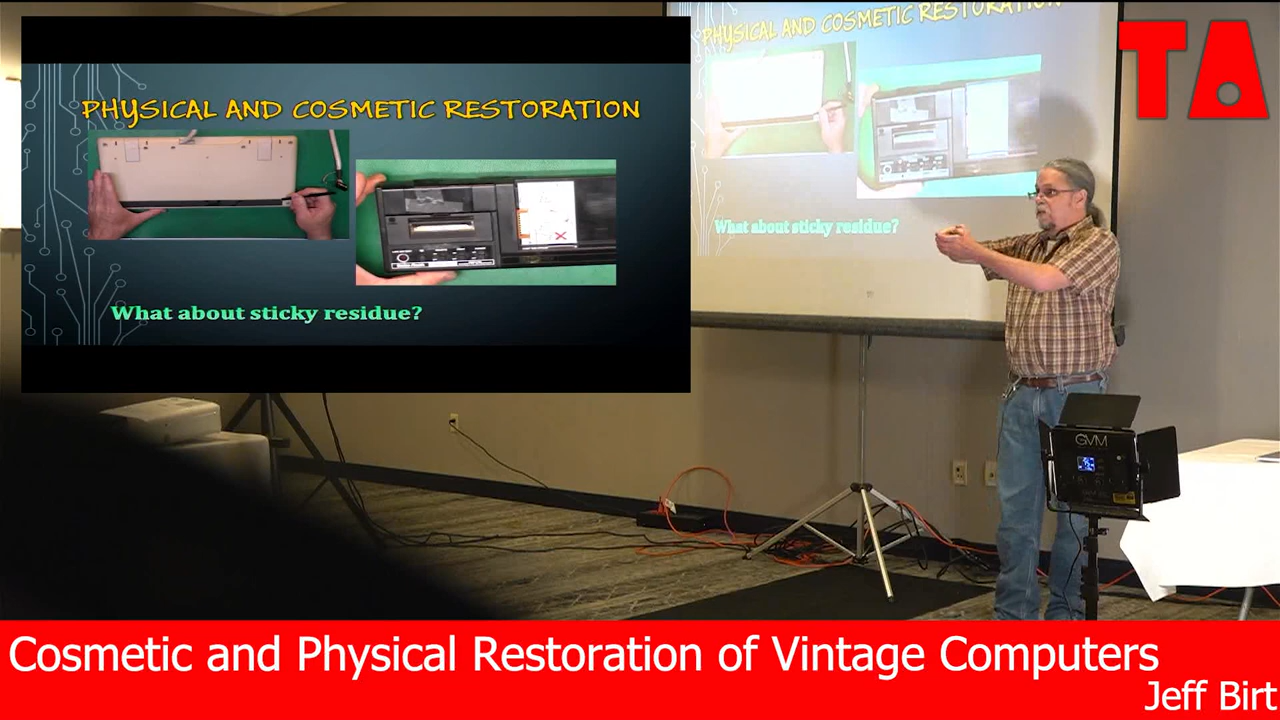 PHYSICAL AND COSMETIC RESTORATION
What about sticky residue?
PHYSICAL AND COSMETIC RESTORATION
What about sticky residue?
TA
GVM
Cosmetic and Physical Restoration of Vintage Computers
Jeff Birt